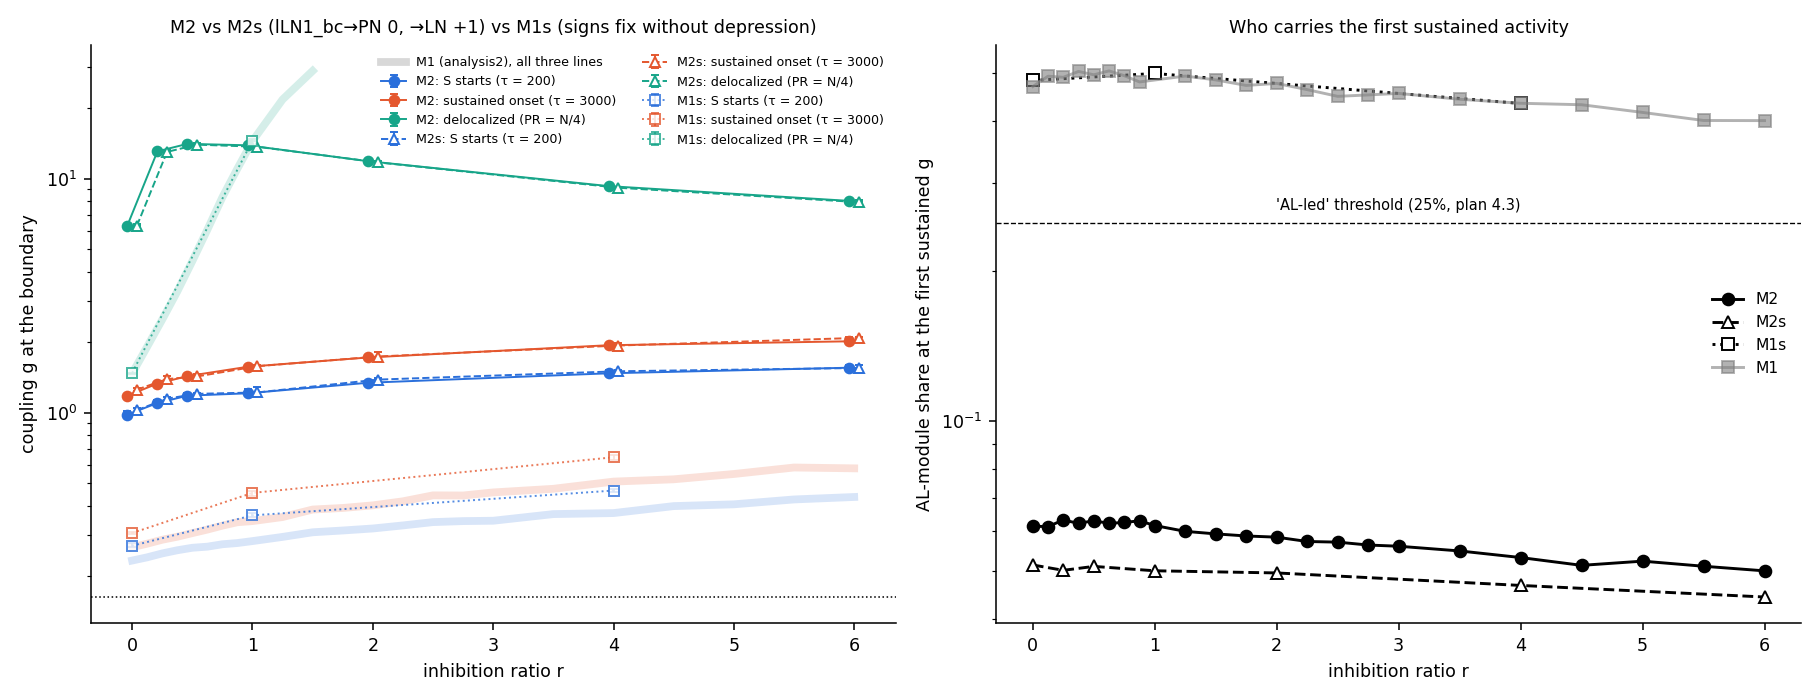 M2 vs M2s (lLN1_bc→PN 0, →LN +1) vs M1s (signs fix without depression)
coupling g at the boundary
10¹
10⁰
M1 (analysis2), all three lines
M2: S starts (τ = 200)
M2: sustained onset (τ = 3000)
M2: delocalized (PR = N/4)
M2s: S starts (τ = 200)
M2s: sustained onset (τ = 3000)
M2s: delocalized (PR = N/4)
M1s: S starts (τ = 200)
M1s: sustained onset (τ = 3000)
M1s: delocalized (PR = N/4)
0 1 2 3 4 5 6
inhibition ratio r
Who carries the first sustained activity
AL-module share at the first sustained g
10⁻¹
'AL-led' threshold (25%, plan 4.3)
M2
M2s
M1s
M1
0 1 2 3 4 5 6
inhibition ratio r